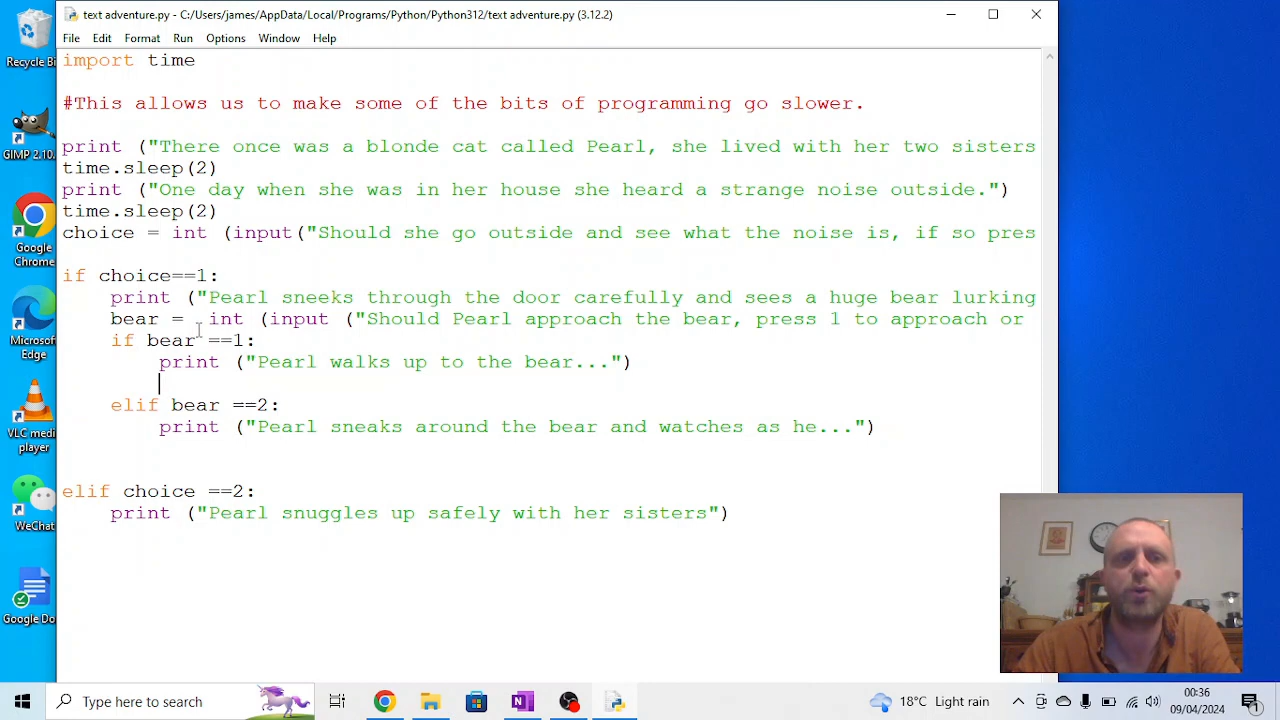 text adventure.py - C:/Users/james/AppData/Local/Programs/Python/Python312/text adventure.py (3.12.2)
File Edit Format Run Options Window Help
import time
#This allows us to make some of the bits of programming go slower.
print ("There once was a blonde cat called Pearl, she lived with her two sisters
time.sleep(2)
print ("One day when she was in her house she heard a strange noise outside.")
time.sleep(2)
choice = int (input("Should she go outside and see what the noise is, if so pres
if choice==1:
print ("Pearl sneeks through the door carefully and sees a huge bear lurking
bear = int (input ("Should Pearl approach the bear, press 1 to approach or
if bear ==1:
print ("Pearl walks up to the bear...")
elif bear ==2:
print ("Pearl sneaks around the bear and watches as he...")
elif choice ==2:
print ("Pearl snuggles up safely with her sisters")
Recycle Bi
GIMP 2.10.
Google
Chrome
Microsof
Edge
VLC medi
player
WeChat
Google Do
Type here to search
18°C Light rain
00:36
09/04/2024